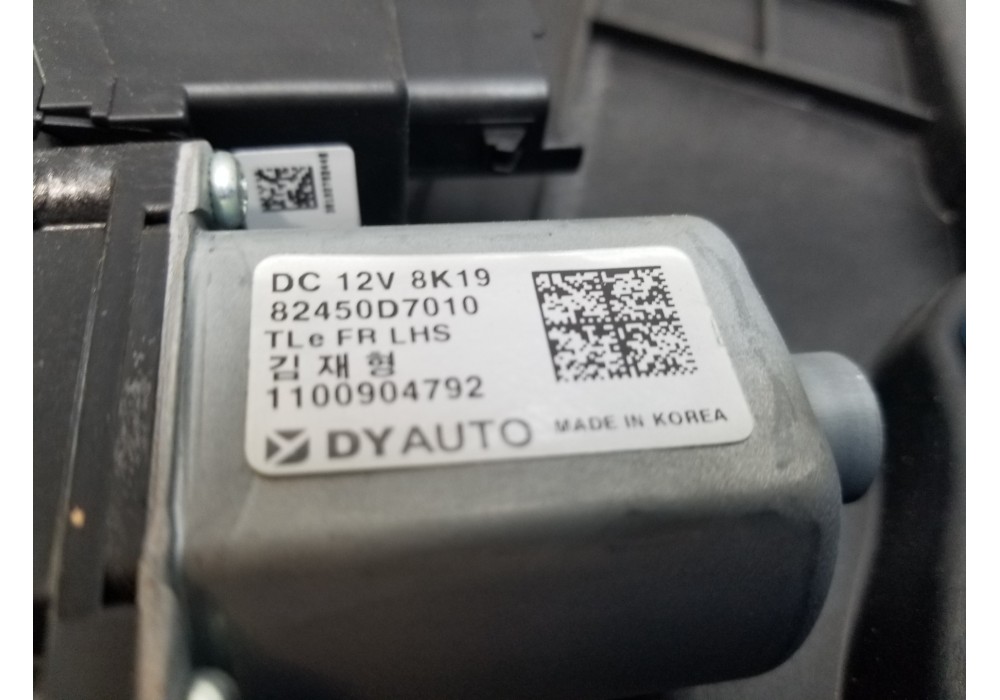 DC 12V 8K19
82450D7010
TLe FR LHS
김재형
1100904792
DYAUTO MADE IN KOREA